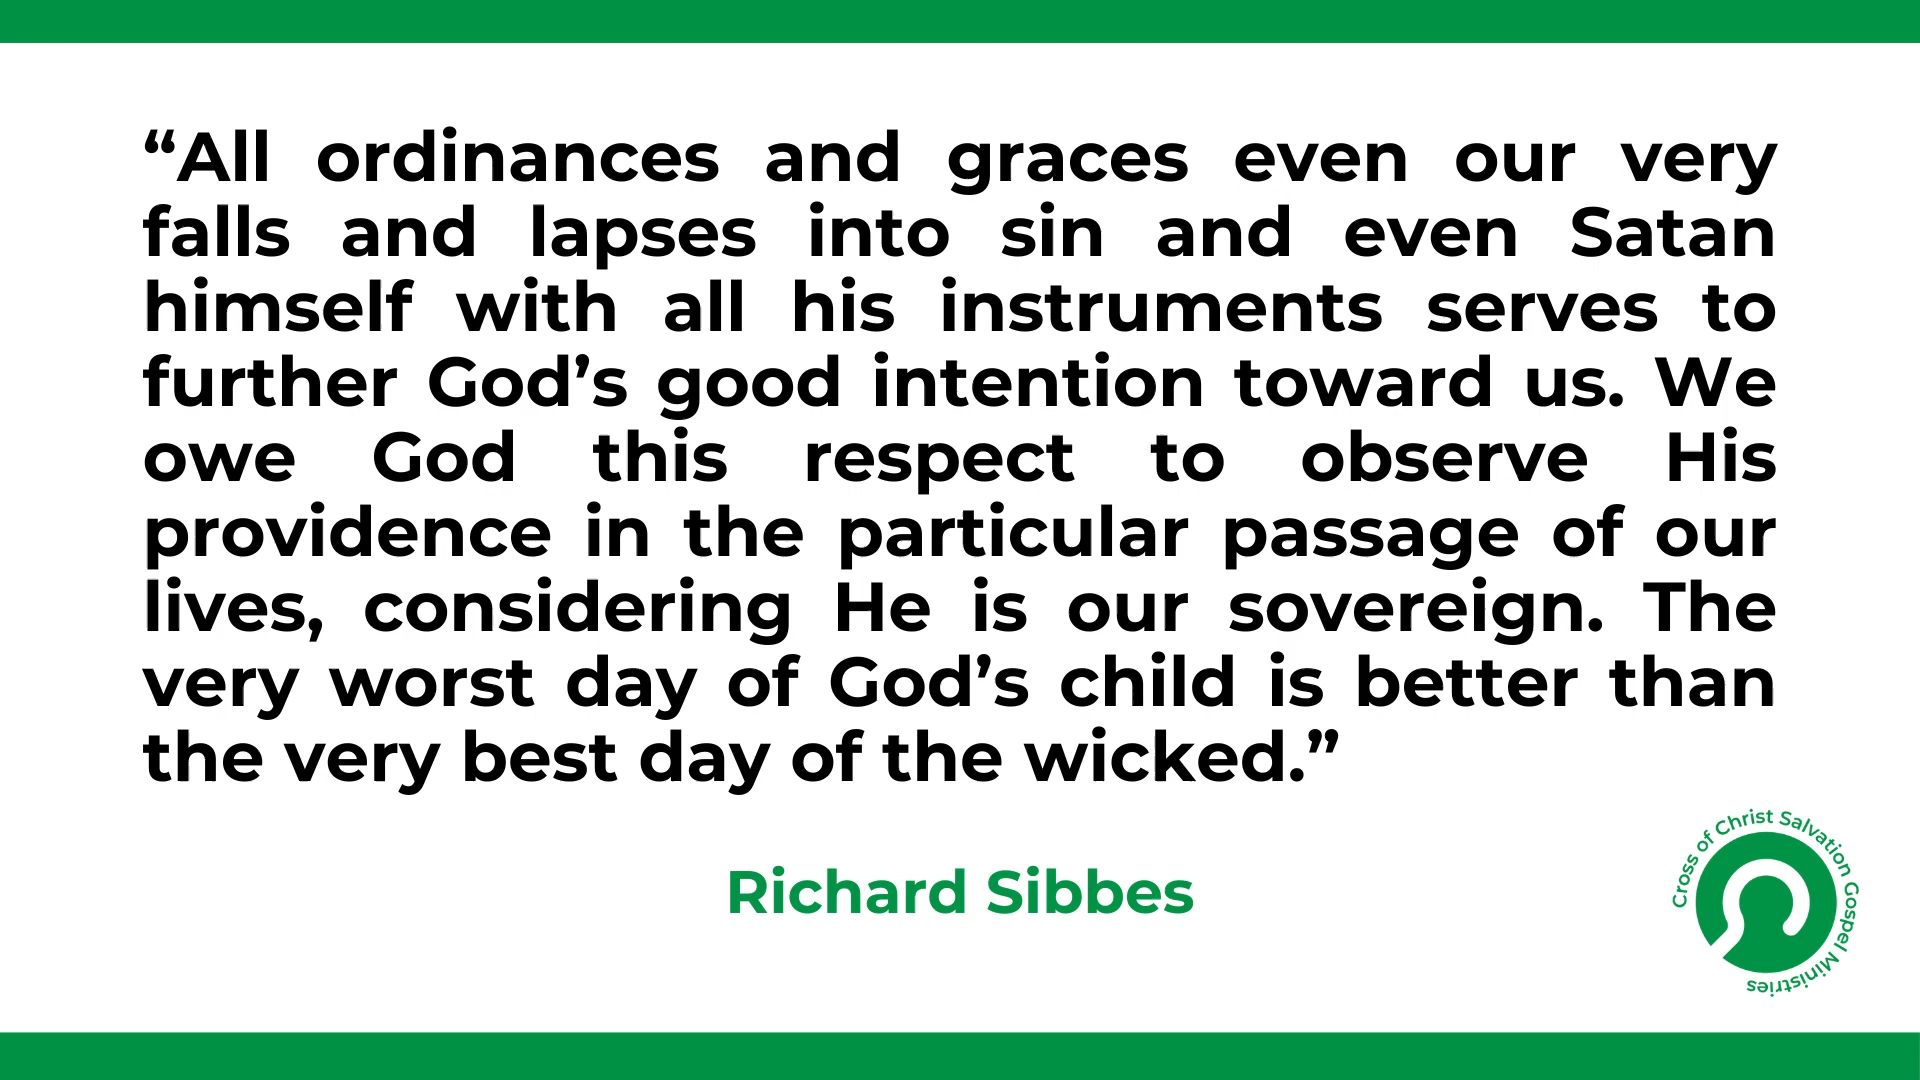 “All ordinances and graces even our very
falls and lapses into sin and even Satan
himself with all his instruments serves to
further God’s good intention toward us. We
owe God this respect to observe His
providence in the particular passage of our
lives, considering He is our sovereign. The
very worst day of God’s child is better than
the very best day of the wicked.”
Richard Sibbes
Cross of Christ Salvation Gospel Ministries